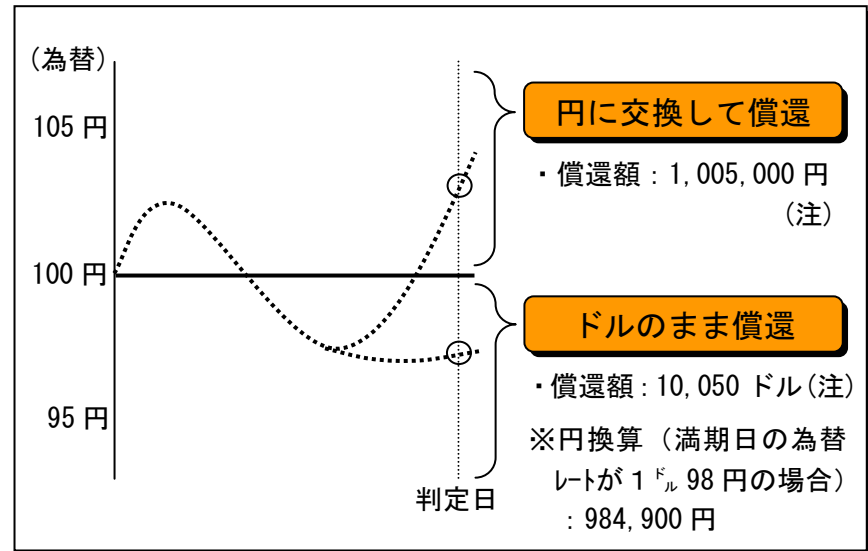 (為替)
105 円
100 円
95 円
判定日
円に交換して償還
・償還額：1,005,000 円
(注)
ドルのまま償還
・償還額：10,050 ドル(注)
※円換算（満期日の為替
ﾚｰﾄが１㌦ 98 円の場合）
：984,900 円